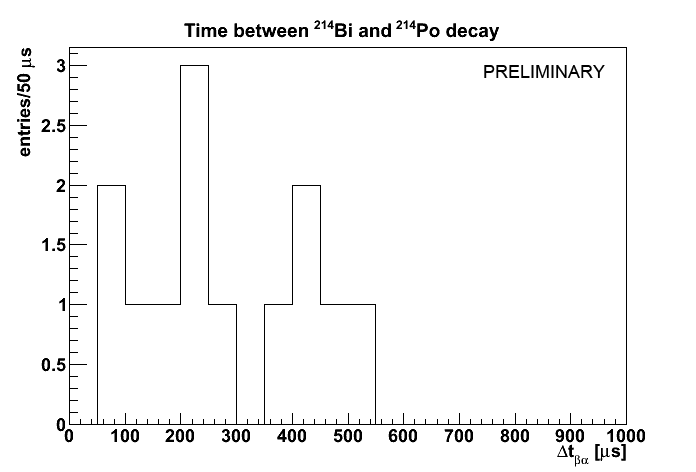 Time between ²¹⁴Bi and ²¹⁴Po decay
entries/50 μs
PRELIMINARY
3
2.5
2
1.5
1
0.5
0
0 100 200 300 400 500 600 700 800 900 1000
Δtβα [μs]